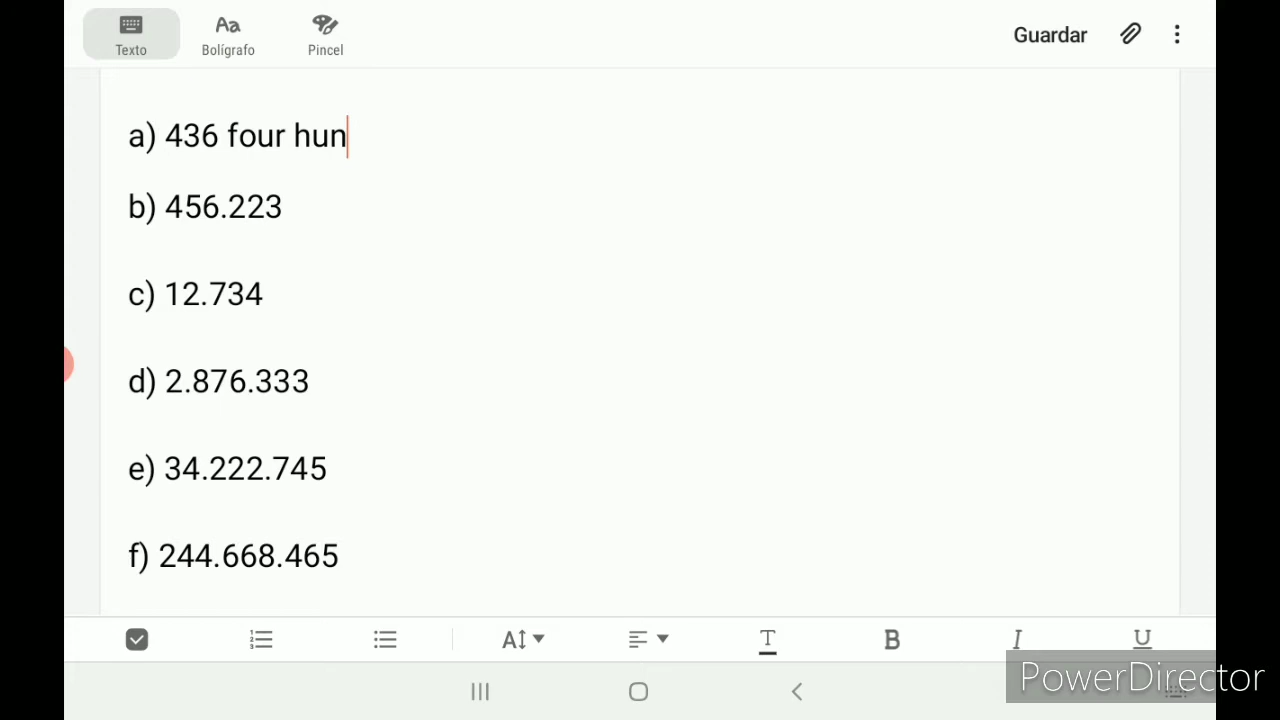 Texto Bolígrafo Pincel Guardar
a) 436 four hun
b) 456.223
c) 12.734
d) 2.876.333
e) 34.222.745
f) 244.668.465
PowerDirector